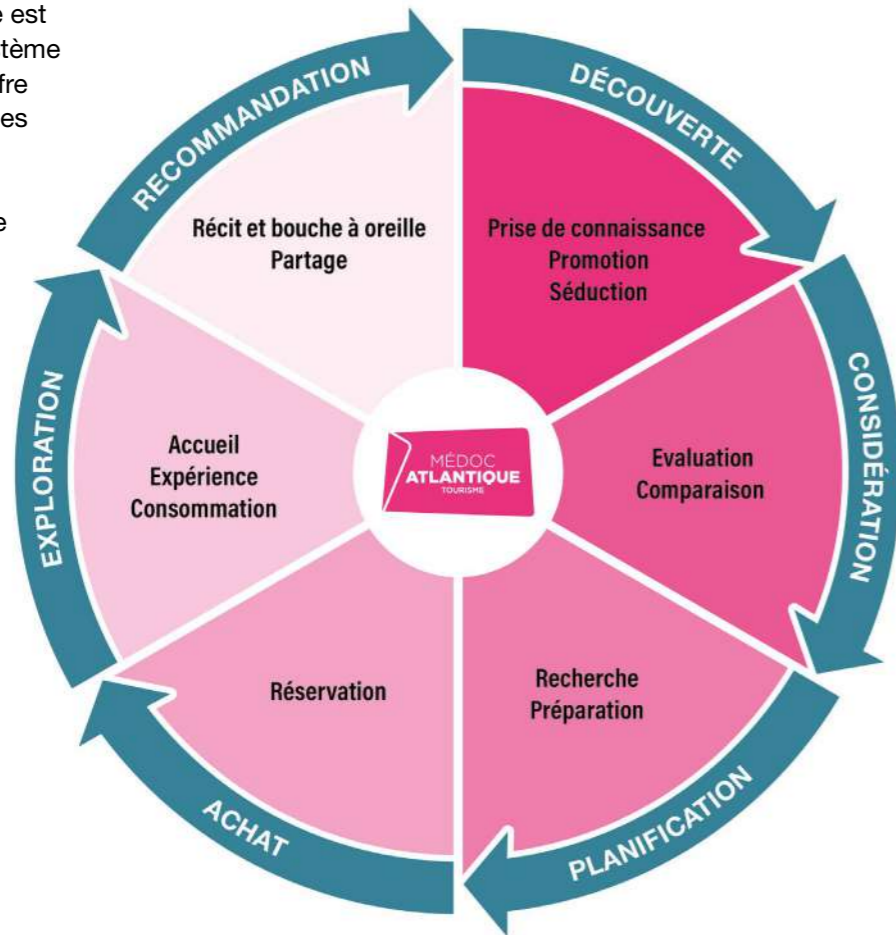 e est
tème
fre
es
e
DÉCOUVERTE
Prise de connaissance
Promotion
Séduction
CONSIDÉRATION
Evaluation
Comparaison
PLANIFICATION
Recherche
Préparation
ACHAT
Réservation
EXPLORATION
Accueil
Expérience
Consommation
RECOMMANDATION
Récit et bouche à oreille
Partage
MÉDOC
ATLANTIQUE
TOURISME